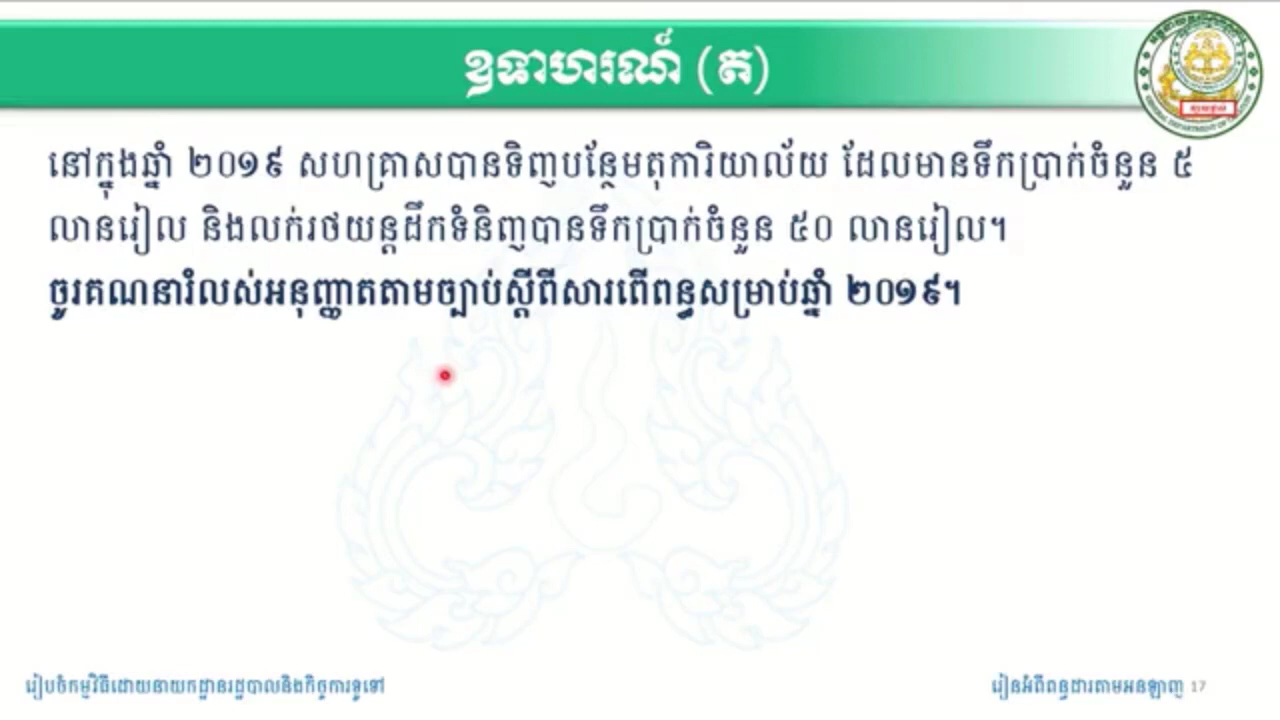 ឧទាហរណ៍ (ត)
នៅក្នុងឆ្នាំ ២០១៩ សហគ្រាសបានទិញបន្ថែមតុការិយាល័យ ដែលមានទឹកប្រាក់ចំនួន ៥
លានរៀល និងលក់រថយន្តដឹកទំនិញបានទឹកប្រាក់ចំនួន ៥០ លានរៀល។
ចូរគណនារំលស់អនុញ្ញាតតាមច្បាប់ស្តីពីសារពើពន្ធសម្រាប់ឆ្នាំ ២០១៩។
រៀបចំកម្មវិធីដោយនាយកដ្ឋានរដ្ឋបាលនិងកិច្ចការទូទៅ
រៀនអំពីពន្ធដារតាមអនឡាញ 17